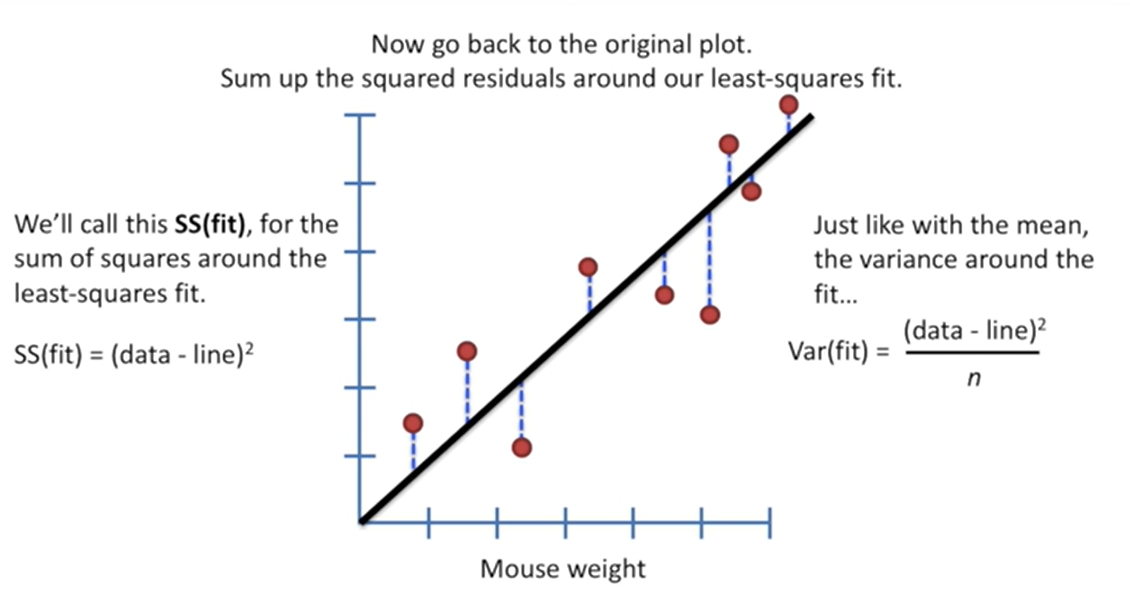 Now go back to the original plot.
Sum up the squared residuals around our least-squares fit.
We’ll call this SS(fit), for the
sum of squares around the
least-squares fit.
SS(fit) = (data - line)²
Just like with the mean,
the variance around the
fit...
Var(fit) = (data - line)²
n
Mouse weight